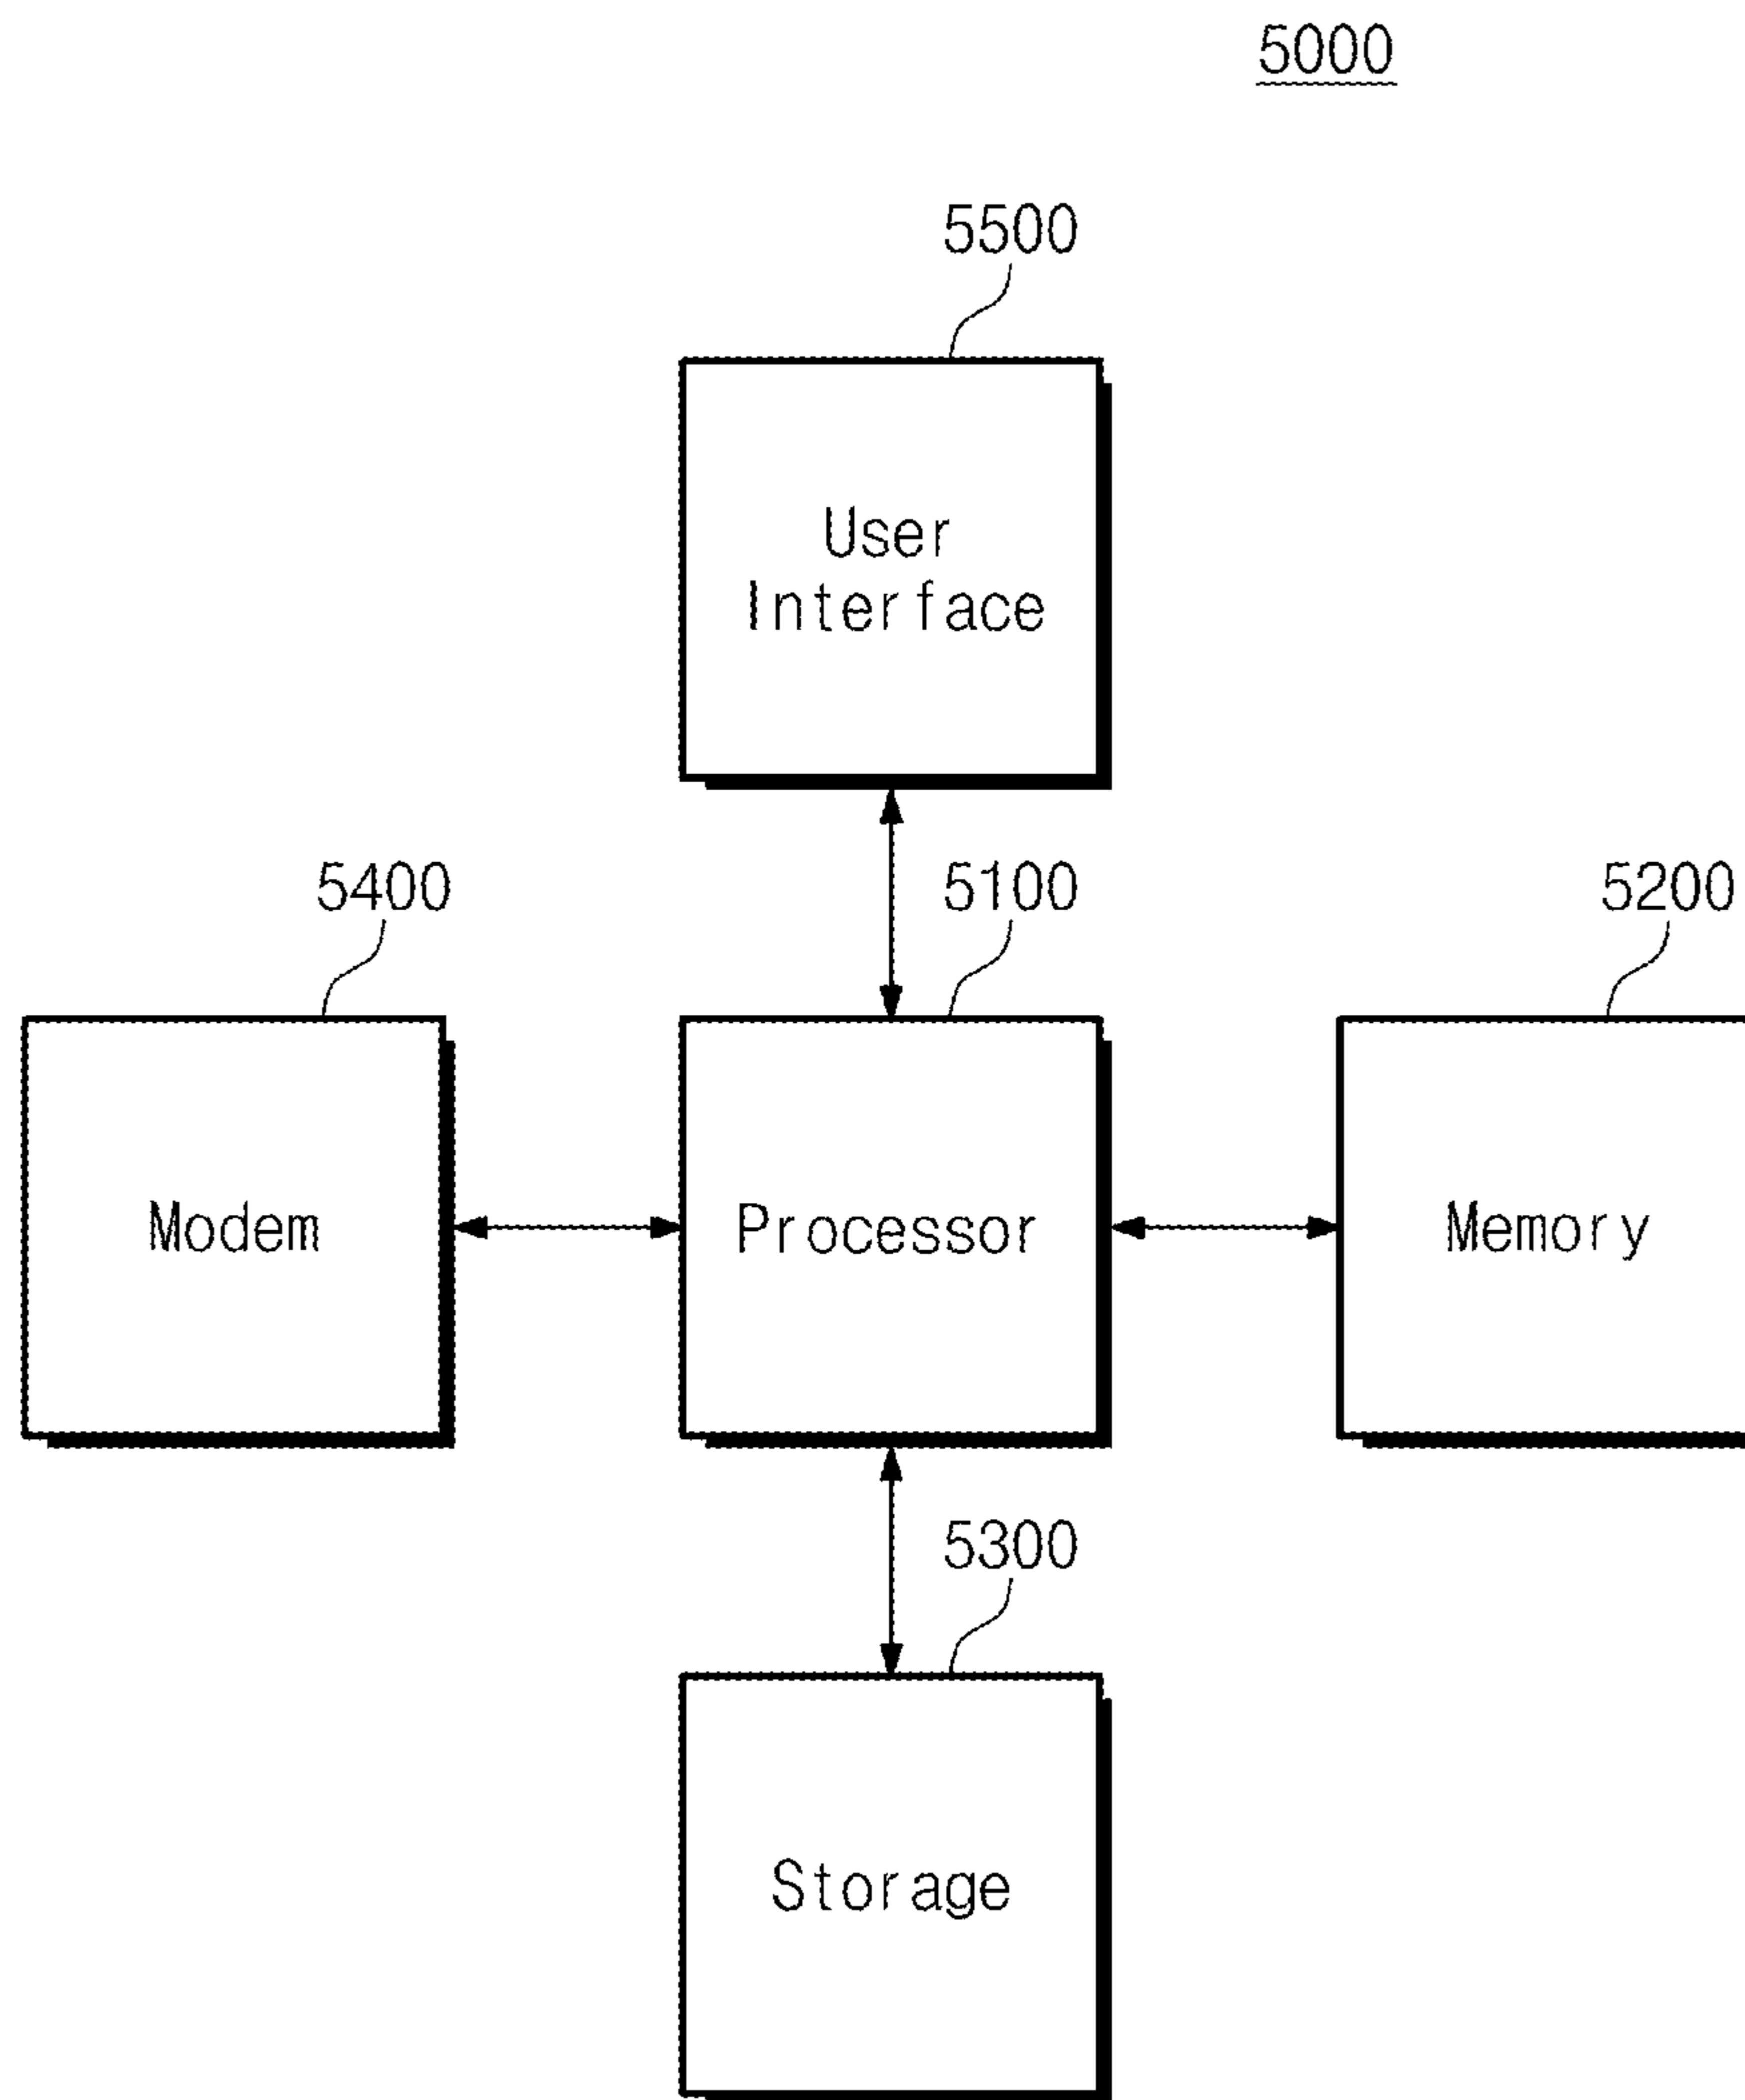 5000
5500
User
Interface
5400
5100
5200
Modem
Processor
Memory
5300
Storage